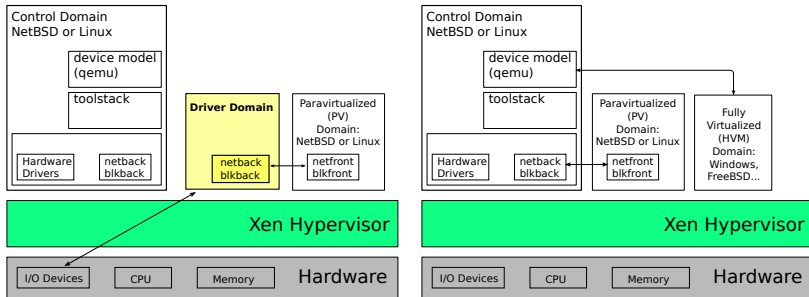 Control Domain
NetBSD or Linux
device model
(qemu)
toolstack
Hardware
Drivers
netback
blkback
Driver Domain
netback
blkback
Paravirtualized
(PV)
Domain:
NetBSD or Linux
netfront
blkfront
Xen Hypervisor
I/O Devices
CPU
Memory
Hardware
Control Domain
NetBSD or Linux
device model
(qemu)
toolstack
Hardware
Drivers
netback
blkback
Paravirtualized
(PV)
Domain:
NetBSD or Linux
netfront
blkfront
Fully
Virtualized
(HVM)
Domain:
Windows,
FreeBSD...
Xen Hypervisor
I/O Devices
CPU
Memory
Hardware